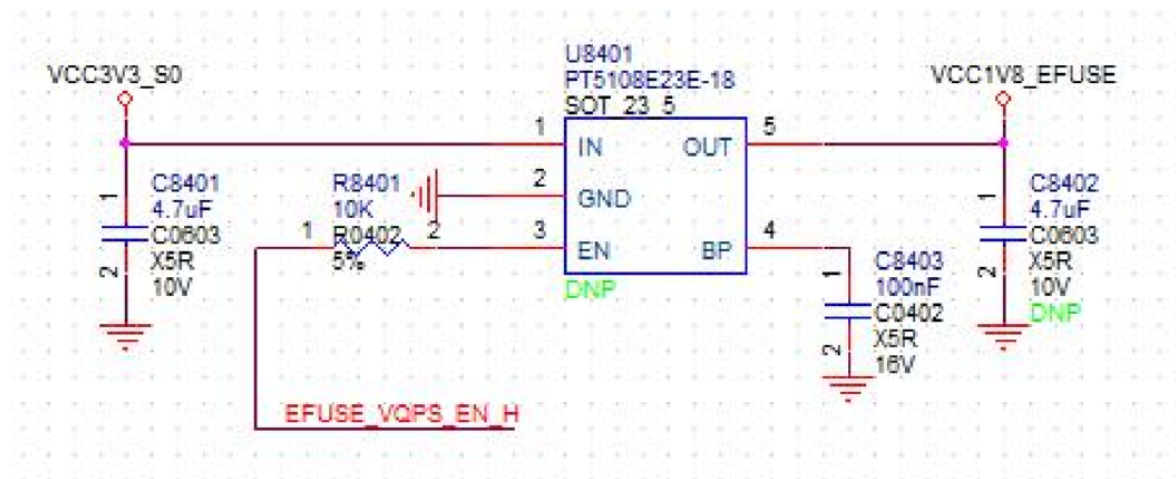 VCC3V3_S0
U8401
PT5108E23E-18
SOT_23_5
VCC1V8_EFUSE
1
IN
OUT
5
2
GND
3
EN
BP
4
DNP
1
C8401
4.7uF
C0603
X5R
10V
2
R8401
10K
R0402
5%
1
2
1
C8403
100nF
C0402
X5R
16V
2
1
C8402
4.7uF
C0603
X5R
10V
DNP
2
EFUSE_VQPS_EN_H